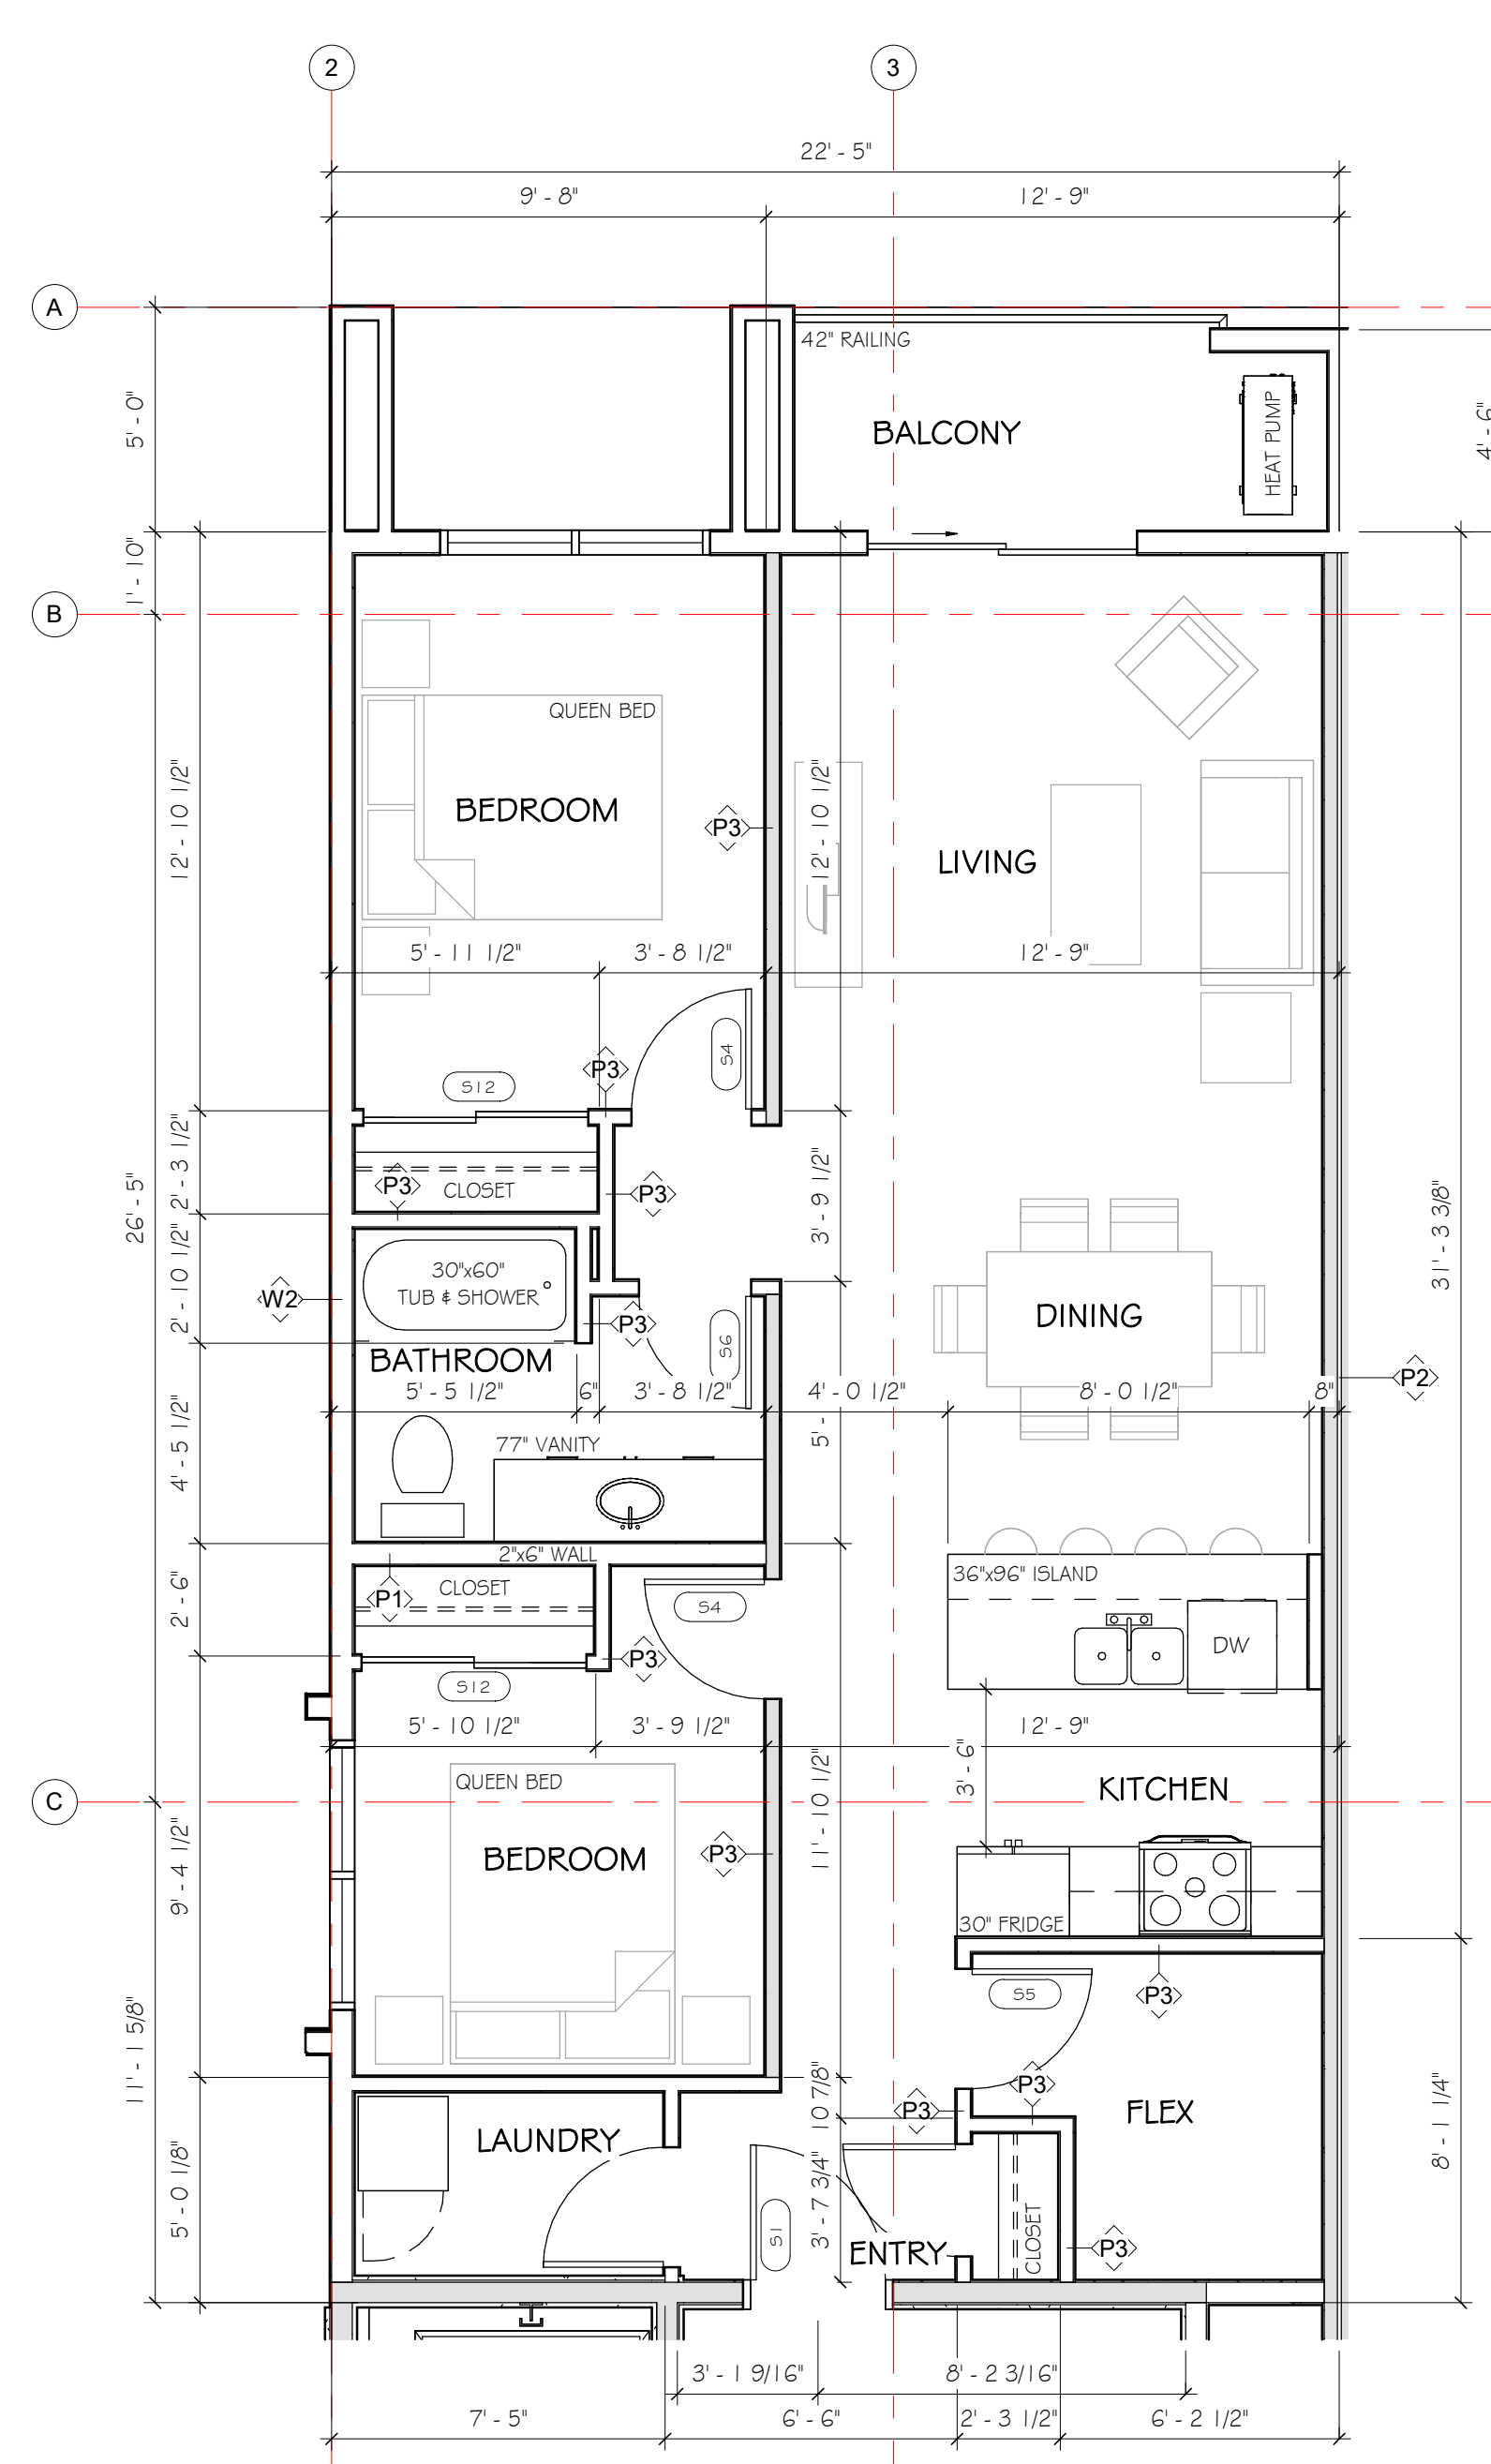 2
3
22' - 5"
9' - 8"
12' - 9"
A
42" RAILING
5' - 0"
4' - 6"
BALCONY
HEAT PUMP
1' - 10"
B
QUEEN BED
12' - 10 1/2"
BEDROOM
P3
12' - 10 1/2"
LIVING
5' - 11 1/2"
3' - 8 1/2"
12' - 9"
S4
P3
S12
2' - 3 1/2"
P3
CLOSET
P3
3' - 9 1/2"
26' - 5"
31' - 3 3/8"
2' - 10 1/2"
30"x60"
TUB & SHOWER
W2
P3
S6
DINING
BATHROOM
P2
5' - 5 1/2"
6"
3' - 8 1/2"
4' - 0 1/2"
8' - 0 1/2"
8"
5' -
4' - 5 1/2"
77" VANITY
2"x6" WALL
36"x96" ISLAND
CLOSET
P1
2' - 6"
S4
DW
P3
S12
5' - 10 1/2"
3' - 9 1/2"
12' - 9"
3' - 6"
QUEEN BED
KITCHEN
C
11' - 10 1/2"
9' - 4 1/2"
BEDROOM
P3
30" FRIDGE
S5
P3
11' - 1 5/8"
10 7/8"
P3
P3
FLEX
8' - 1 1/4"
LAUNDRY
5' - 0 1/8"
3' - 7 3/4"
S1
ENTRY
CLOSET
P3
3' - 1 9/16"
8' - 2 3/16"
7' - 5"
6' - 6"
2' - 3 1/2"
6' - 2 1/2"